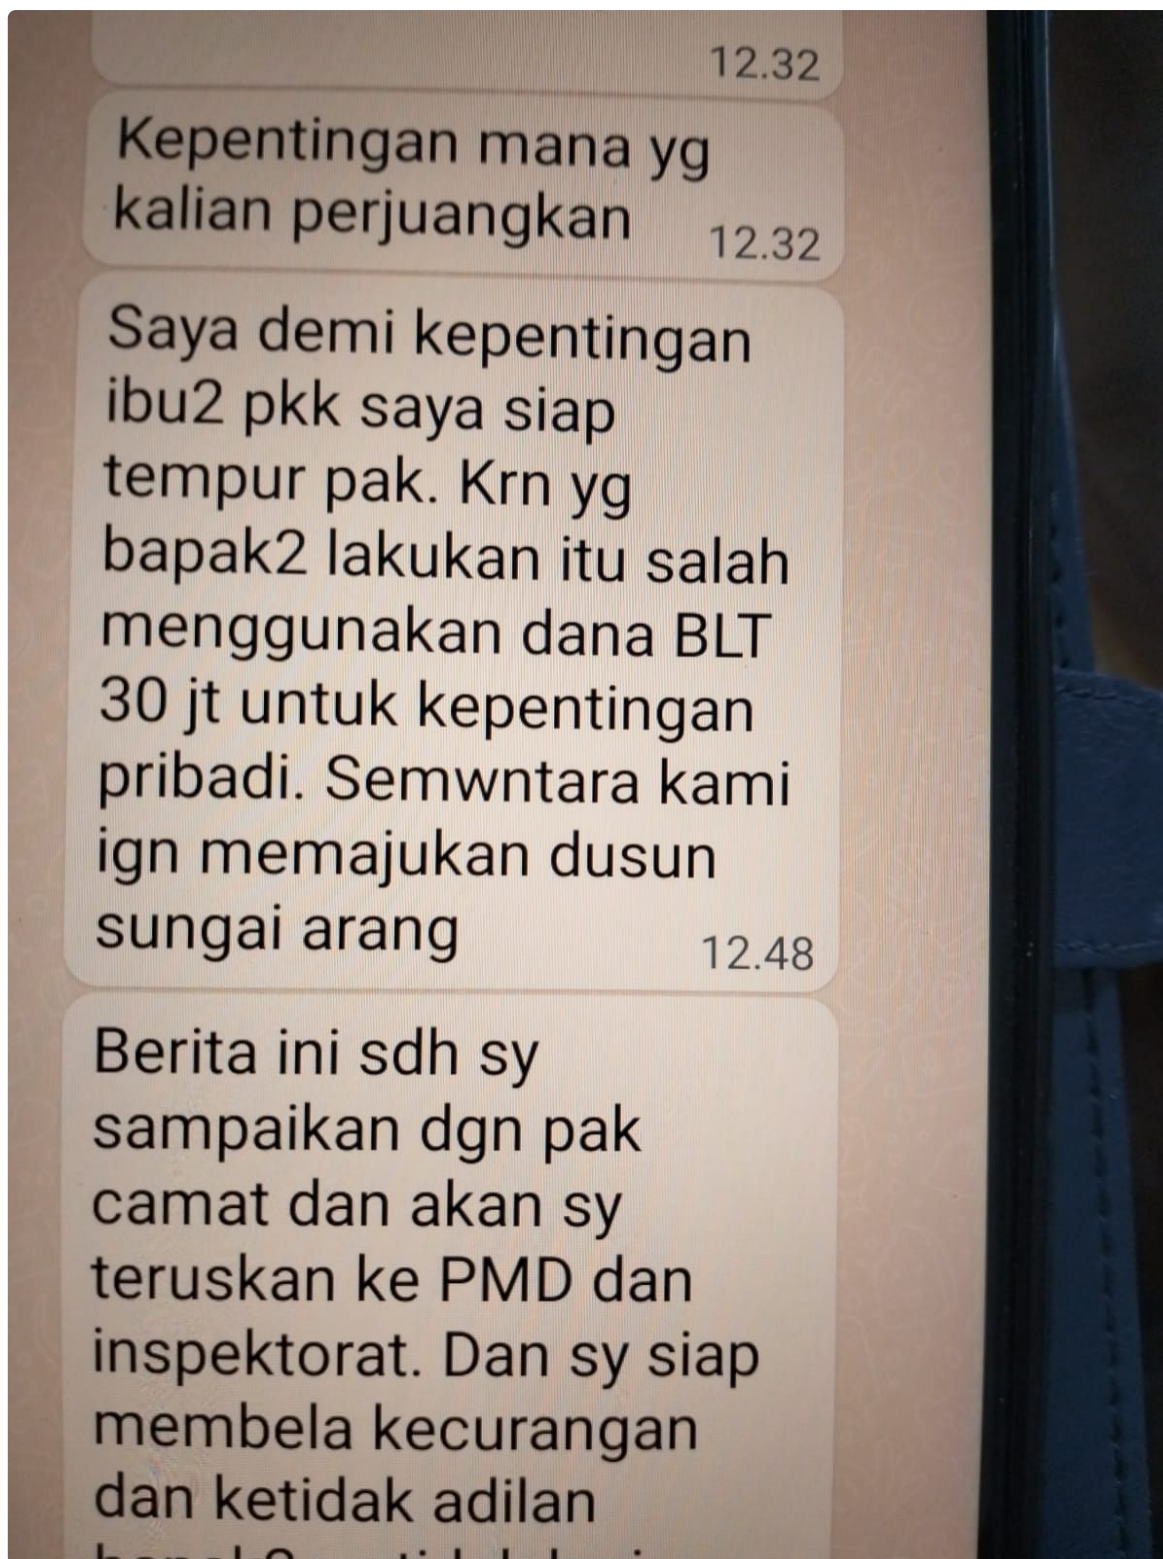 12.32
Kepentingan mana yg
kalian perjuangkan
12.32
Saya demi kepentingan
ibu2 pkk saya siap
tempur pak. Krn yg
bapak2 lakukan itu salah
menggunakan dana BLT
30 jt untuk kepentingan
pribadi. Semwntara kami
ign memajukan dusun
sungai arang
12.48
Berita ini sdh sy
sampaikan dgn pak
camat dan akan sy
teruskan ke PMD dan
inspektorat. Dan sy siap
membela kecurangan
dan ketidak adilan